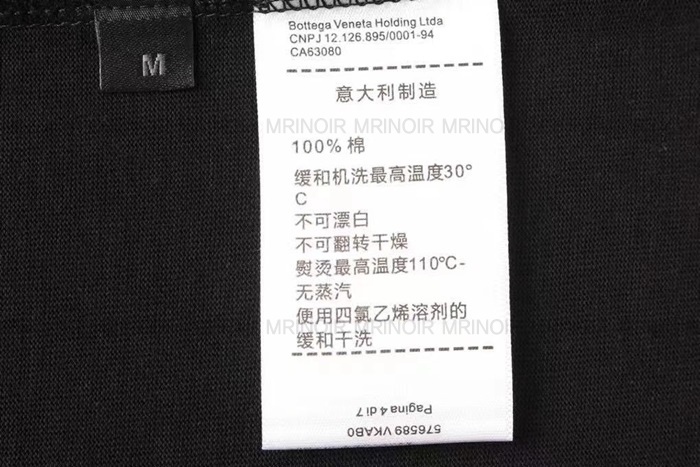 M
Bottega Veneta Holding Ltda
CNPJ 12.126.895/0001-94
CA63080
意大利制造
MRINOIR MRINOIR MRINOIR
100% 棉
缓和机洗最高温度30°
C
不可漂白
不可翻转干燥
熨烫最高温度110°C-
无蒸汽
使用四氯乙烯溶剂的
MRINOIR MRINOIR MRINOIR
缓和干洗
Pagina 4 di 7
576589 VKAB0